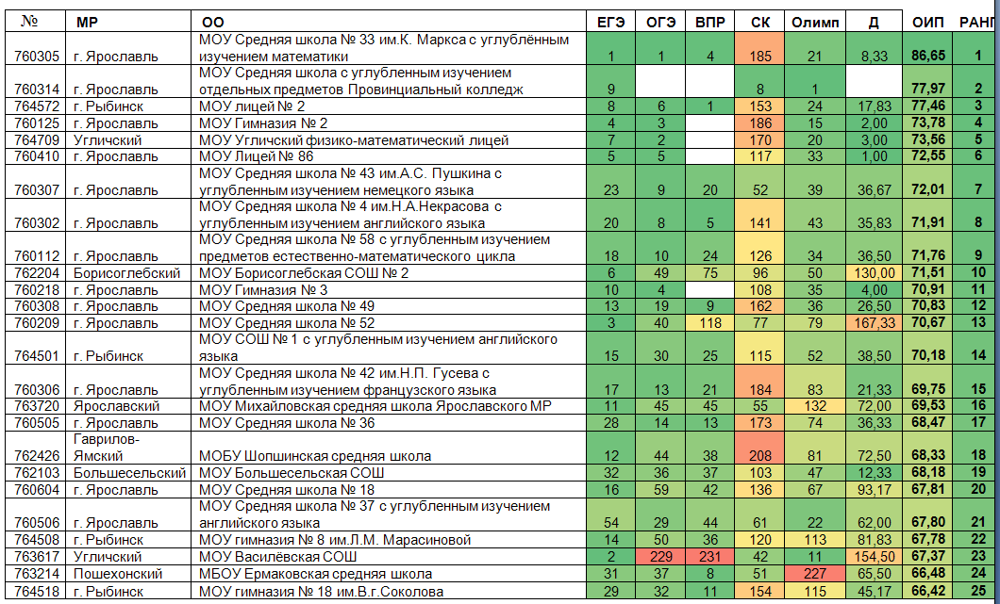 № МР ОО ЕГЭ ОГЭ ВПР СК Олимп Д ОИП РАНГ
МОУ Средняя школа № 33 им.К. Маркса с углублённым
760305 г. Ярославль изучением математики 1 1 4 185 21 8,33 86,65 1
МОУ Средняя школа с углубленным изучением
760314 г. Ярославль отдельных предметов Провинциальный колледж 9 8 1 77,97 2
764572 г. Рыбинск МОУ лицей № 2 8 6 1 153 24 17,83 77,46 3
760125 г. Ярославль МОУ Гимназия № 2 4 3 186 15 2,00 73,78 4
764709 Угличский МОУ Угличский физико-математический лицей 7 2 170 20 3,00 73,56 5
760410 г. Ярославль МОУ Лицей № 86 5 5 117 33 1,00 72,55 6
МОУ Средняя школа № 43 им.А.С. Пушкина с
760307 г. Ярославль углубленным изучением немецкого языка 23 9 20 52 39 36,67 72,01 7
МОУ Средняя школа № 4 им.Н.А.Некрасова с
760302 г. Ярославль углубленным изучением английского языка 20 8 5 141 43 35,83 71,91 8
МОУ Средняя школа № 58 с углубленным изучением
760112 г. Ярославль предметов естественно-математического цикла 18 10 24 126 34 36,50 71,76 9
762204 Борисоглебский МОУ Борисоглебская СОШ № 2 6 49 75 96 50 130,00 71,51 10
760218 г. Ярославль МОУ Гимназия № 3 10 4 108 35 4,00 70,91 11
760308 г. Ярославль МОУ Средняя школа № 49 13 19 9 162 36 26,50 70,83 12
760209 г. Ярославль МОУ Средняя школа № 52 3 40 118 77 79 167,33 70,67 13
МОУ СОШ № 1 с углубленным изучением английского
764501 г. Рыбинск языка 15 30 25 115 52 38,50 70,18 14
МОУ Средняя школа № 42 им.Н.П. Гусева с
760306 г. Ярославль углубленным изучением французского языка 17 13 21 184 83 21,33 69,75 15
763720 Ярославский МОУ Михайловская средняя школа Ярославского МР 11 45 45 55 132 72,00 69,53 16
760505 г. Ярославль МОУ Средняя школа № 36 28 14 13 173 74 36,33 68,47 17
Гаврилов-
762426 Ямский МОБУ Шопшинская средняя школа 12 44 38 208 81 72,50 68,33 18
762103 Большесельский МОУ Большесельская СОШ 32 36 37 103 47 12,33 68,18 19
760604 г. Ярославль МОУ Средняя школа № 18 16 59 42 136 67 93,17 67,81 20
МОУ Средняя школа № 37 с углубленным изучением
760506 г. Ярославль английского языка 54 29 44 61 22 62,00 67,80 21
764508 г. Рыбинск МОУ гимназия № 8 им.Л.М. Марасиновой 14 50 36 120 113 81,83 67,78 22
763617 Угличский МОУ Василёвская СОШ 2 229 231 42 11 154,50 67,37 23
763214 Пошехонский МБОУ Ермаковская средняя школа 31 37 8 51 227 65,50 66,48 24
764518 г. Рыбинск МОУ гимназия № 18 им.В.г.Соколова 29 32 11 154 115 45,17 66,42 25